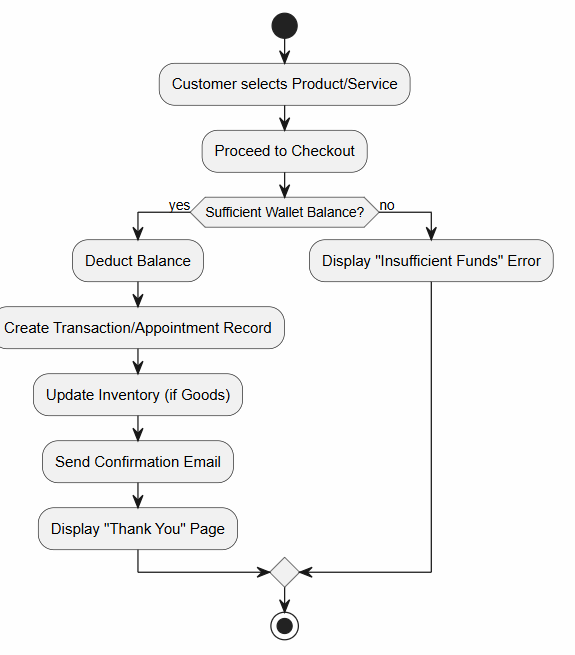 Customer selects Product/Service
Proceed to Checkout
yes
Sufficient Wallet Balance?
no
Deduct Balance
Display "Insufficient Funds" Error
Create Transaction/Appointment Record
Update Inventory (if Goods)
Send Confirmation Email
Display "Thank You" Page